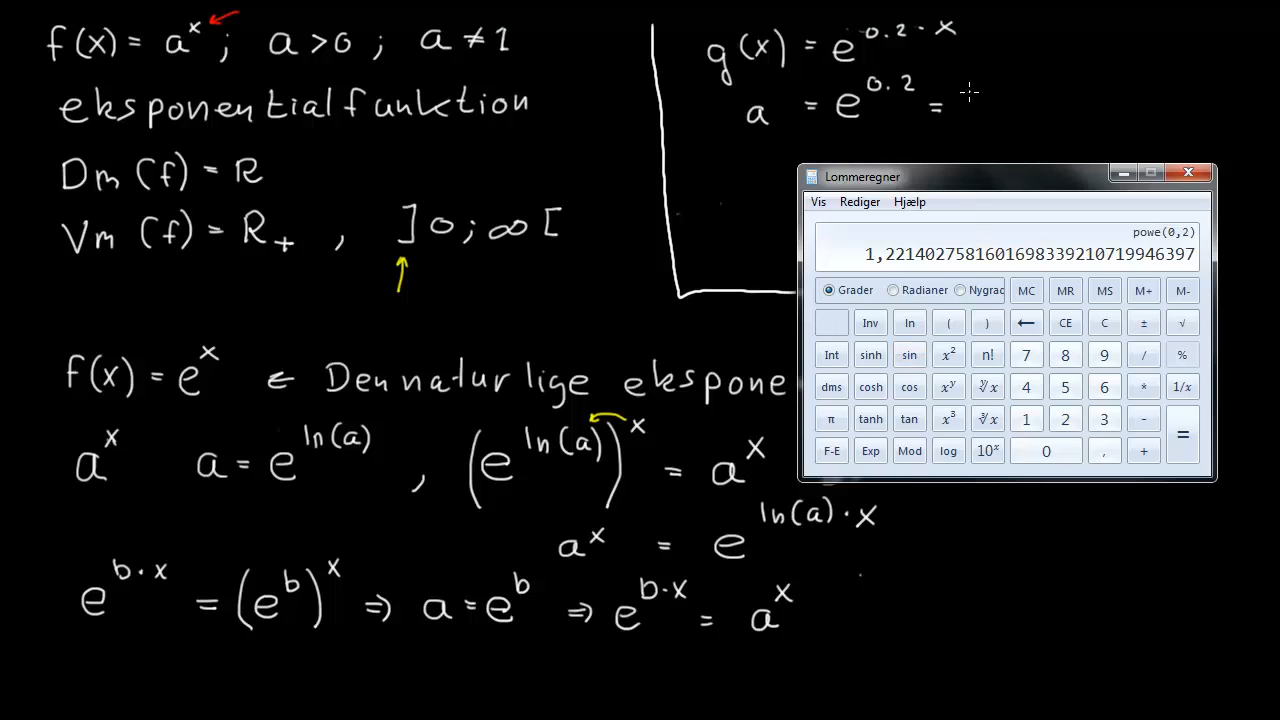 f(x) = a^x ; a > 0 ; a ≠ 1
eksponentialfunktion
Dm (f) = R
Vm (f) = R₊ , ]0 ; ∞ [
g(x) = e^{0.2 · x}
a = e^{0.2} =
Lommeregner
Vis Rediger Hjælp
powe(0,2)
1,2214027581601698339210719946397
Grader Radianer Nygrad MC MR MS M+ M-
Inv ln ( ) ← CE C ± √
Int sinh sin x² n! 7 8 9 / %
dms cosh cos x^y ʸ√x 4 5 6 * 1/x
π tanh tan x³ ³√x 1 2 3 - =
F-E Exp Mod log 10^x 0 , +
f(x) = e^x ← Den naturlige ekspone
a^x a = e^{ln(a)} , (e^{ln(a)})^x = a^x
a^x = e^{ln(a) · x}
e^{b·x} = (e^b)^x ⇒ a = e^b ⇒ e^{b·x} = a^x